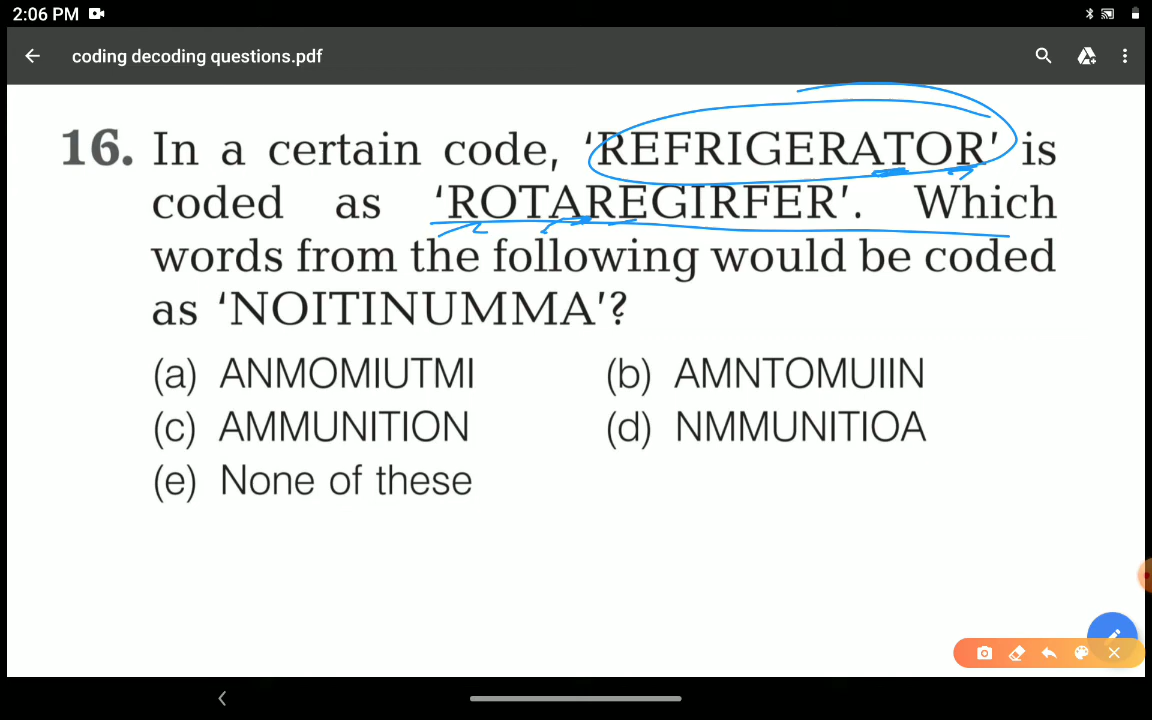 2:06 PM
coding decoding questions.pdf
16. In a certain code, ‘REFRIGERATOR’ is
coded as ‘ROTAREGIRFER’. Which
words from the following would be coded
as ‘NOITINUMMA’?
(a) ANMOMIUTMI (b) AMNTOMUIIN
(c) AMMUNITION (d) NMMUNITIOA
(e) None of these